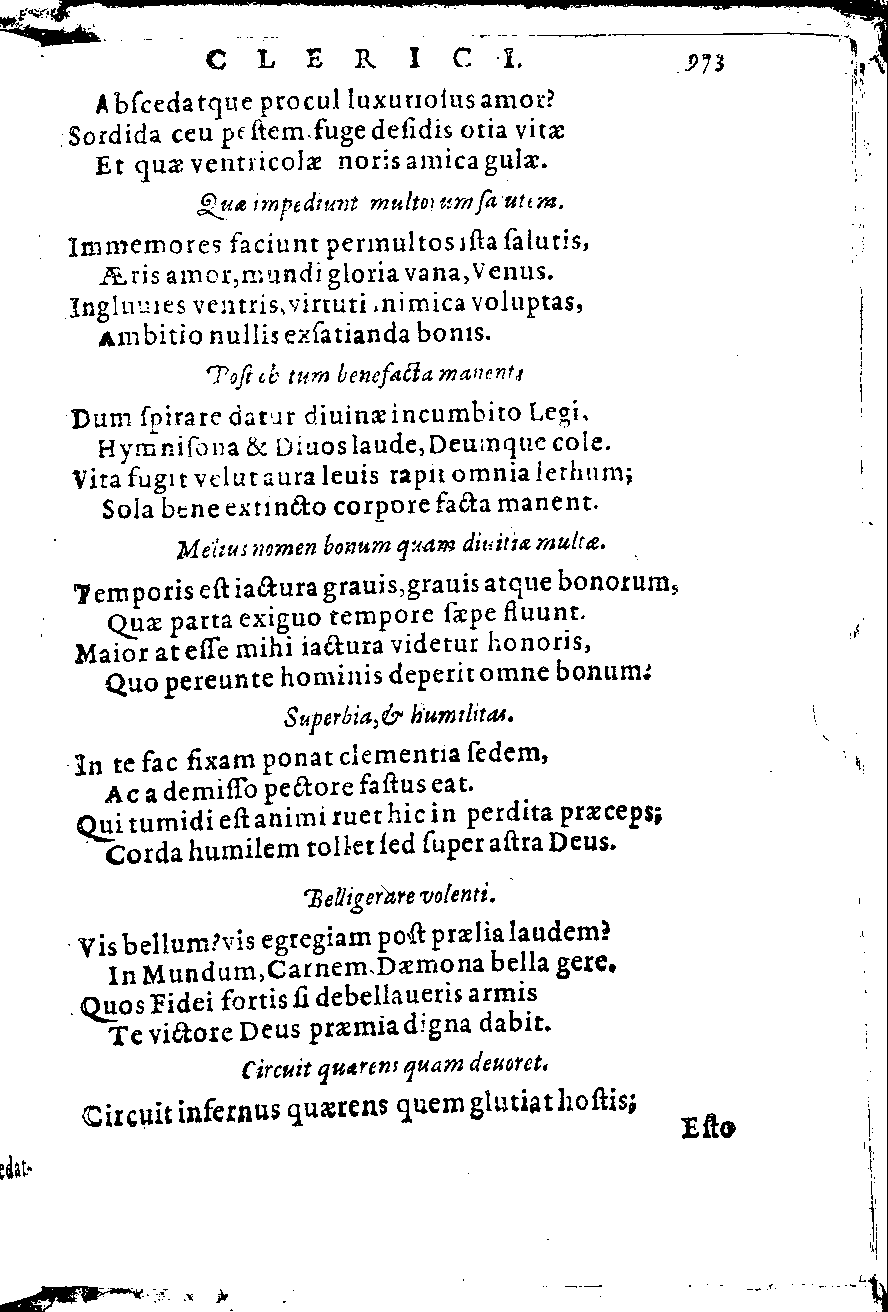 CLERICI. 973
Abſcedatque procul luxurioſus amor?
Sordida ceu peſtem fuge deſidis otia vitæ
Et quæ ventricolæ noris amica gulæ.
Quæ impediunt multorum ſalutem.
Immemores faciunt permultos iſta ſalutis,
Æris amor, mundi gloria vana, Venus.
Ingluuies ventris, virtuti inimica voluptas,
Ambitio nullis exſatianda bonis.
Poſt obitum benefacta manent.
Dum ſpirare datur diuinæ incumbito Legi,
Hymniſona & Diuos laude, Deumque cole.
Vita fugit velut aura leuis rapit omnia lethum;
Sola bene extincto corpore facta manent.
Melius nomen bonum quam diuitiæ multæ.
Temporis eſt iactura grauis, grauis atque bonorum,
Quæ parta exiguo tempore ſæpe fluunt.
Maior at eſſe mihi iactura videtur honoris,
Quo pereunte hominis deperit omne bonum:
Superbia, & humilitas.
In te fac fixam ponat clementia ſedem,
Ac a demiſſo pectore faſtus eat.
Qui tumidi eſt animi ruet hic in perdita præceps;
Corda humilem tollet ſed ſuper aſtra Deus.
Belligerare volenti.
Vis bellum? vis egregiam poſt prælia laudem?
In Mundum, Carnem, Dæmona bella gere.
Quos Fidei fortis ſi debellaueris armis
Te victore Deus præmia digna dabit.
Circuit quærens quam deuoret.
Circuit infernus quærens quem glutiat hoſtis;
Eſto
edat-